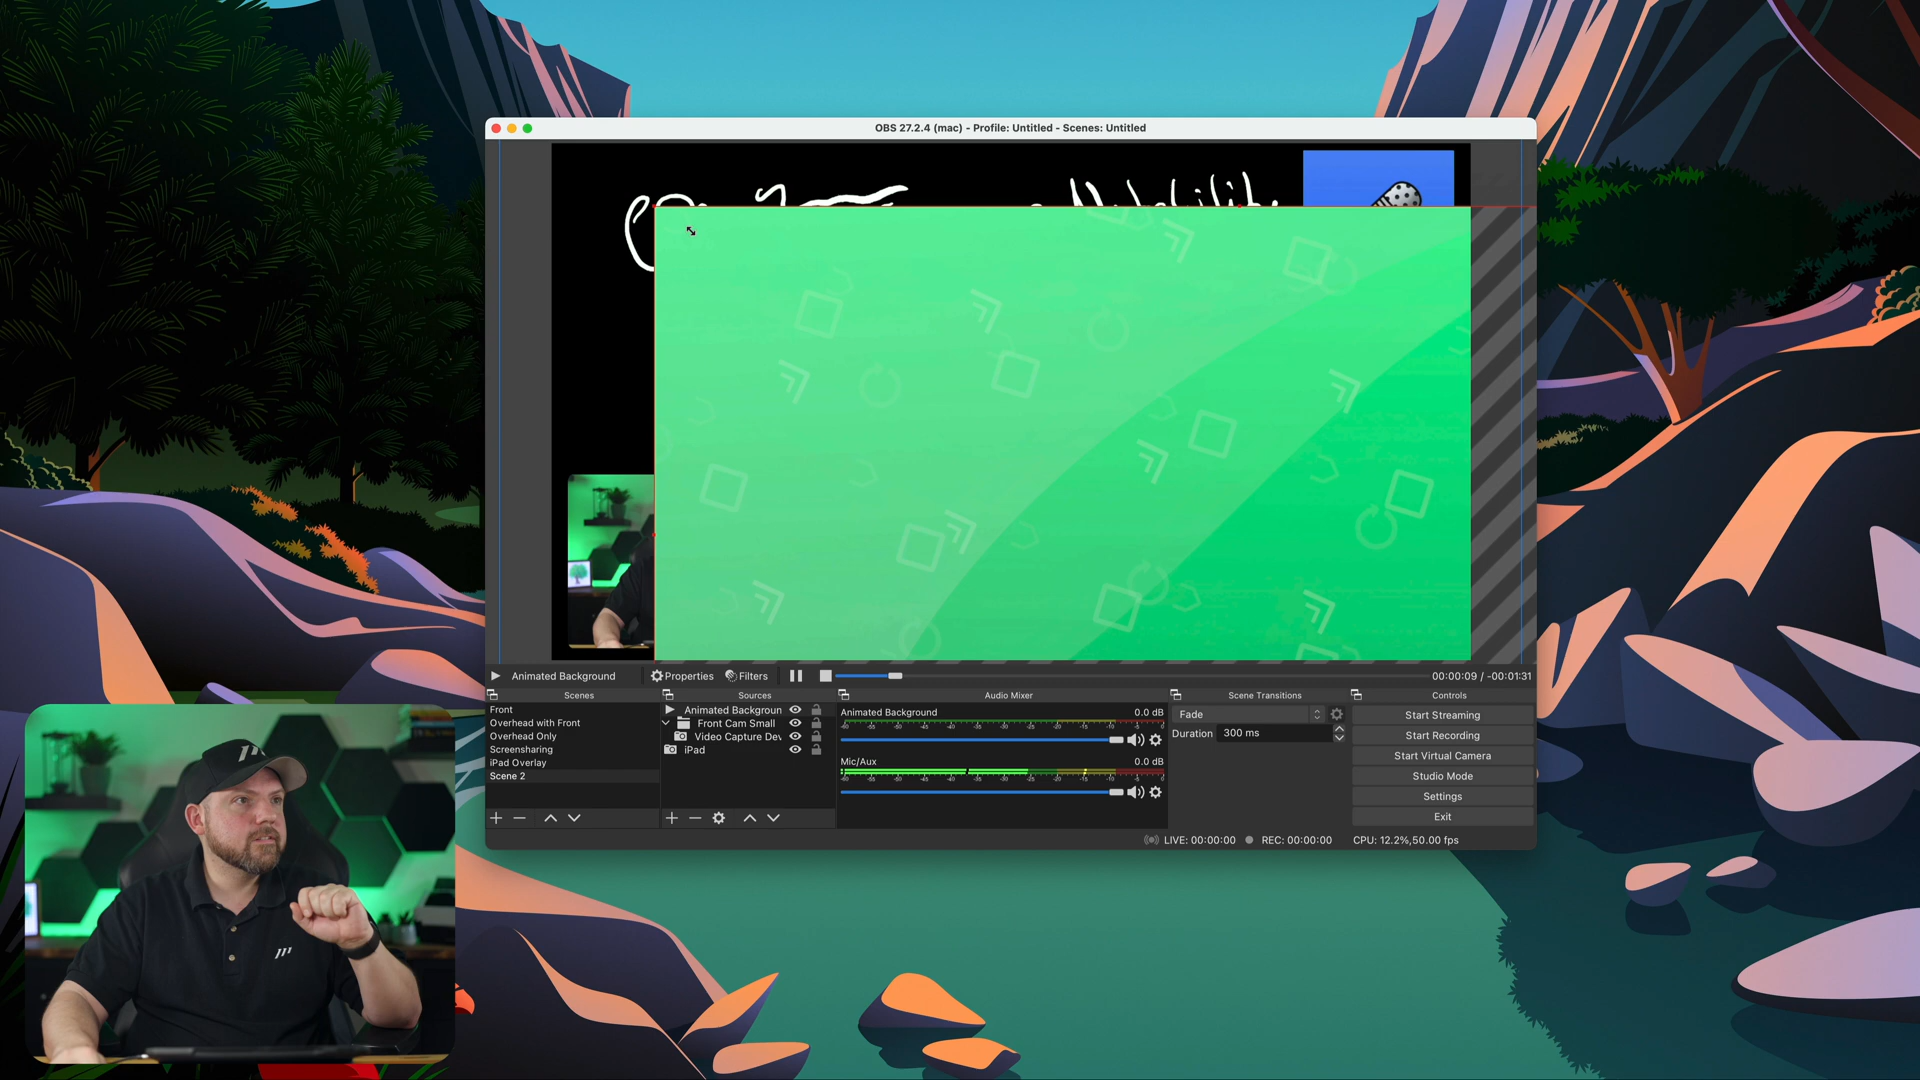 OBS 27.2.4 (mac) - Profile: Untitled - Scenes: Untitled
Animated Background
Properties
Filters
00:00:09 / -00:01:31
Scenes
Sources
Audio Mixer
Scene Transitions
Controls
Front
Overhead with Front
Overhead Only
Screensharing
iPad Overlay
Scene 2
Animated Backgroun
Front Cam Small
Video Capture Dev
iPad
Animated Background
0.0 dB
Mic/Aux
0.0 dB
Fade
Duration
300 ms
Start Streaming
Start Recording
Start Virtual Camera
Studio Mode
Settings
Exit
LIVE: 00:00:00
REC: 00:00:00
CPU: 12.2%,50.00 fps